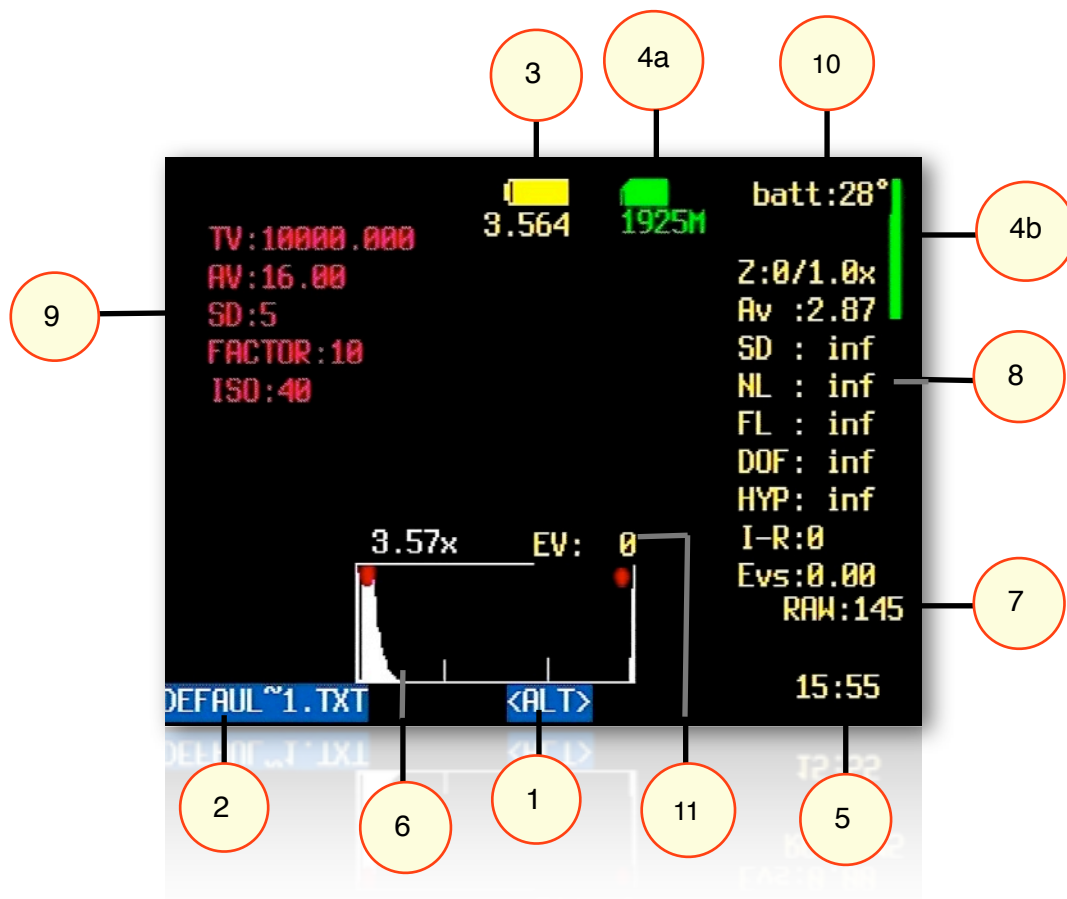 3
4a
10
batt:28°
3.564
1925M
4b
TV:10000.000
AV:16.00
SD:5
FACTOR:10
ISO:40
9
Z:0/1.0x
Av :2.87
SD : inf
NL : inf
FL : inf
DOF: inf
HYP: inf
I-R:0
Evs:0.00
RAW:145
8
7
3.57x
EV: 0
15:55
DEFAUL~1.TXT
<ALT>
2
6
1
11
5